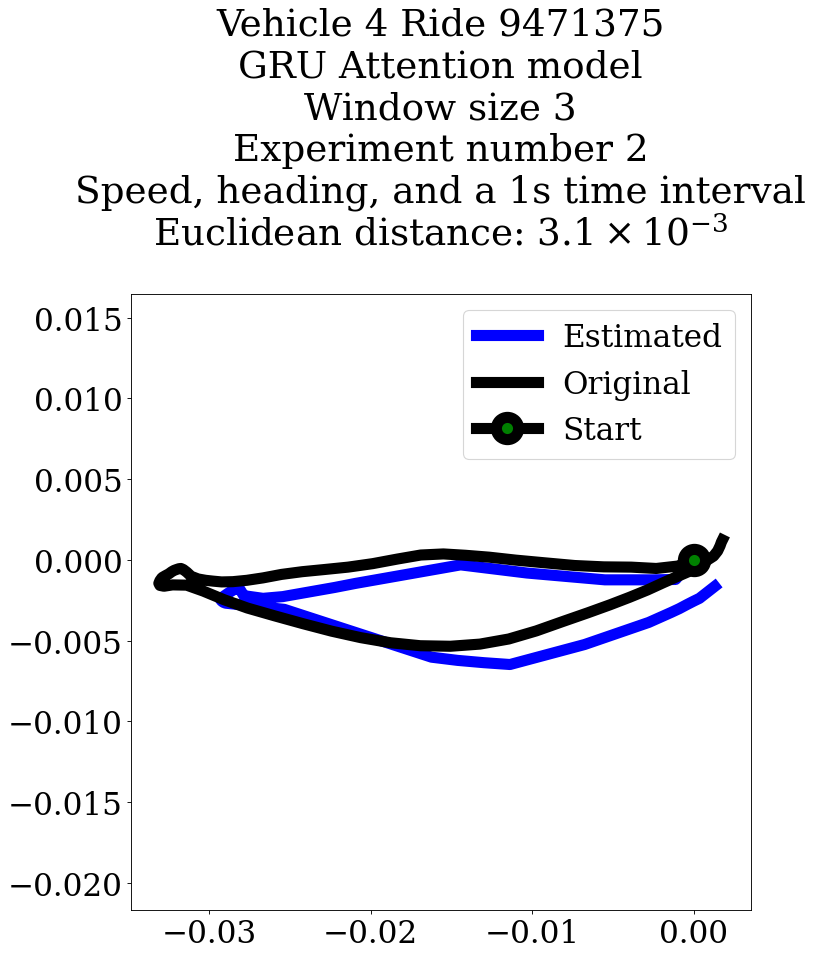 Vehicle 4 Ride 9471375
GRU Attention model
Window size 3
Experiment number 2
Speed, heading, and a 1s time interval
Euclidean distance: 3.1 × 10⁻³
Estimated
Original
Start
0.015
0.010
0.005
0.000
−0.005
−0.010
−0.015
−0.020
−0.03 −0.02 −0.01 0.00